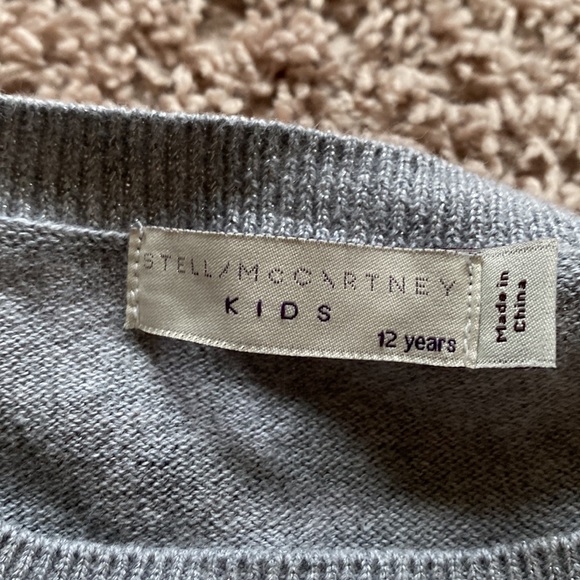 STELLA McCARTNEY
KIDS
12 years
Made in
China